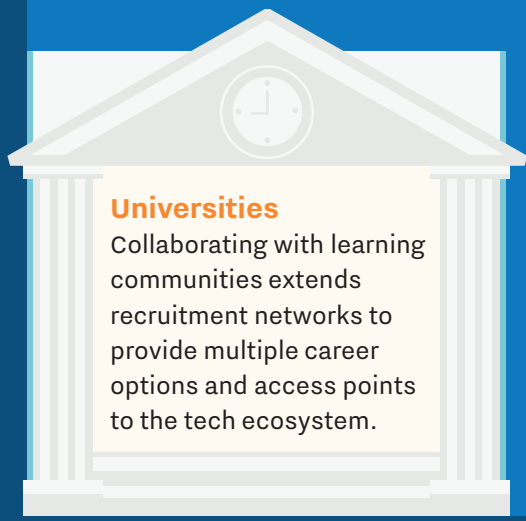 Universities
Collaborating with learning
communities extends
recruitment networks to
provide multiple career
options and access points
to the tech ecosystem.